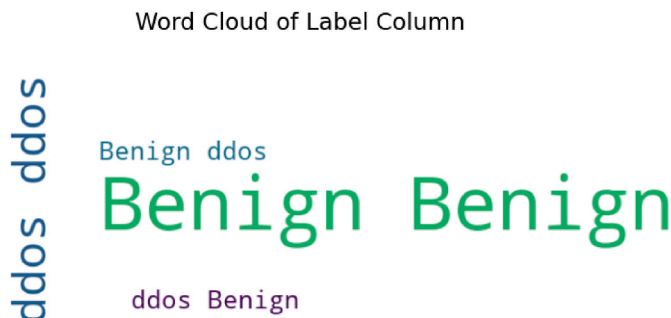 Word Cloud of Label Column
ddos ddos
Benign ddos
Benign Benign
ddos Benign